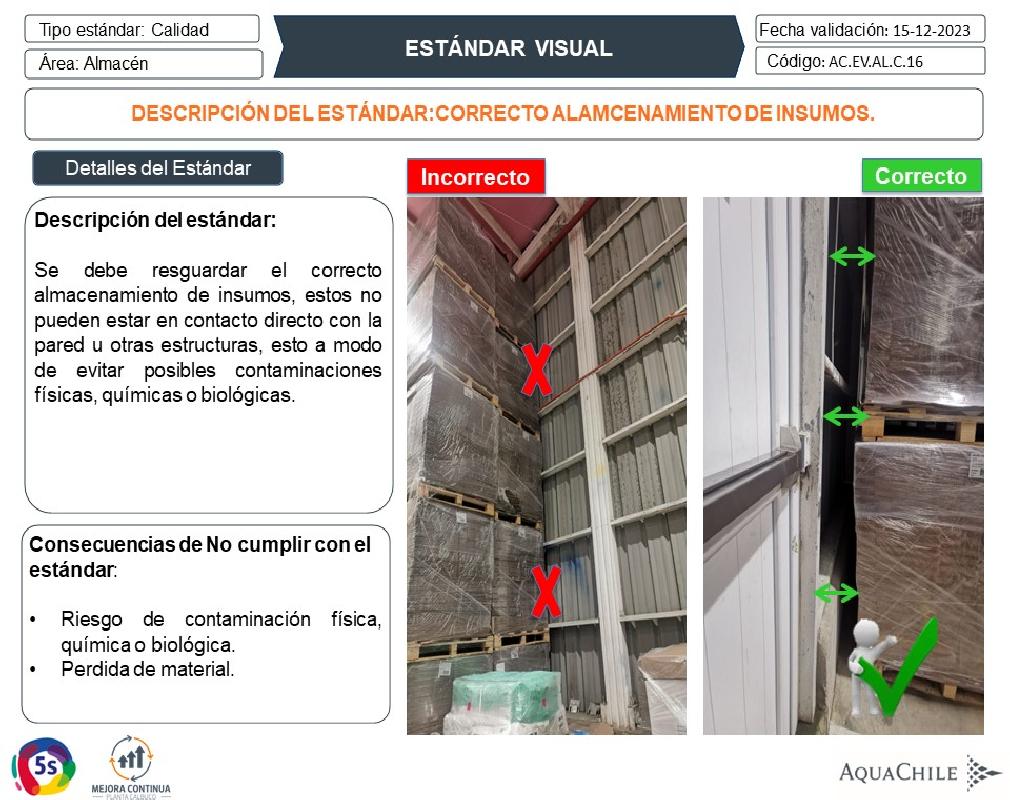 Tipo estándar: Calidad
Área: Almacén
ESTÁNDAR VISUAL
Fecha validación: 15-12-2023
Código: AC.EV.AL.C.16
DESCRIPCIÓN DEL ESTÁNDAR:CORRECTO ALAMCENAMIENTO DE INSUMOS.
Detalles del Estándar
Descripción del estándar:
Se debe resguardar el correcto
almacenamiento de insumos, estos no
pueden estar en contacto directo con la
pared u otras estructuras, esto a modo
de evitar posibles contaminaciones
físicas, químicas o biológicas.
Consecuencias de No cumplir con el
estándar:
• Riesgo de contaminación física,
química o biológica.
• Perdida de material.
Incorrecto
Correcto
5s
MEJORA CONTINUA
PLANTA CALBUCO
AQUACHILE